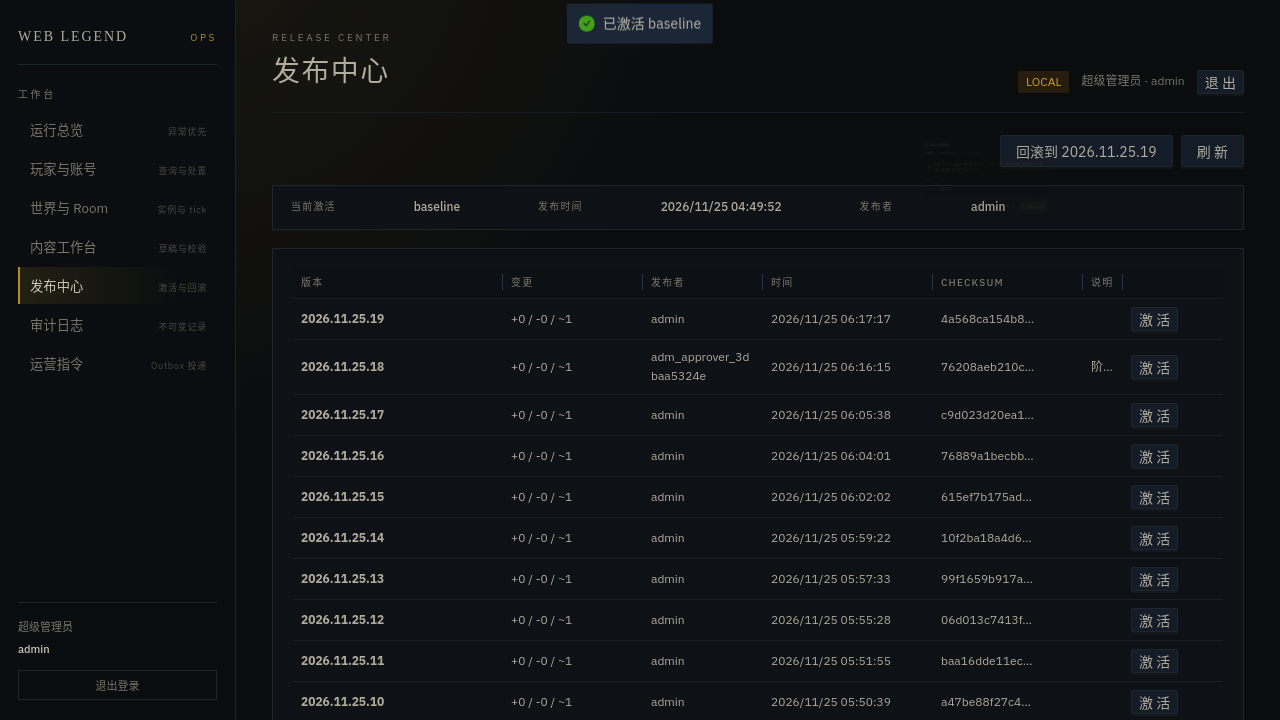 WEB LEGEND
OPS
工作台
运行总览
异常优先
玩家与账号
查询与处置
世界与 Room
实例与 tick
内容工作台
草稿与校验
发布中心
激活与回滚
审计日志
不可变记录
运营指令
Outbox 投递
超级管理员
admin
退出登录
已激活 baseline
RELEASE CENTER
发布中心
LOCAL
超级管理员 · admin
退 出
回滚到 2026.11.25.19
刷 新
当前激活
baseline
发布时间
2026/11/25 04:49:52
发布者
admin
版本 变更 发布者 时间 CHECKSUM 说明
2026.11.25.19 +0 / -0 / ~1 admin 2026/11/25 06:17:17 4a568ca154b8... 激 活
2026.11.25.18 +0 / -0 / ~1 adm_approver_3d
baa5324e 2026/11/25 06:16:15 76208aeb210c... 阶... 激 活
2026.11.25.17 +0 / -0 / ~1 admin 2026/11/25 06:05:38 c9d023d20ea1... 激 活
2026.11.25.16 +0 / -0 / ~1 admin 2026/11/25 06:04:01 76889a1becbb... 激 活
2026.11.25.15 +0 / -0 / ~1 admin 2026/11/25 06:02:02 615ef7b175ad... 激 活
2026.11.25.14 +0 / -0 / ~1 admin 2026/11/25 05:59:22 10f2ba18a4d6... 激 活
2026.11.25.13 +0 / -0 / ~1 admin 2026/11/25 05:57:33 99f1659b917a... 激 活
2026.11.25.12 +0 / -0 / ~1 admin 2026/11/25 05:55:28 06d013c7413f... 激 活
2026.11.25.11 +0 / -0 / ~1 admin 2026/11/25 05:51:55 baa16dde11ec... 激 活
2026.11.25.10 +0 / -0 / ~1 admin 2026/11/25 05:50:39 a47be88f27c4... 激 活